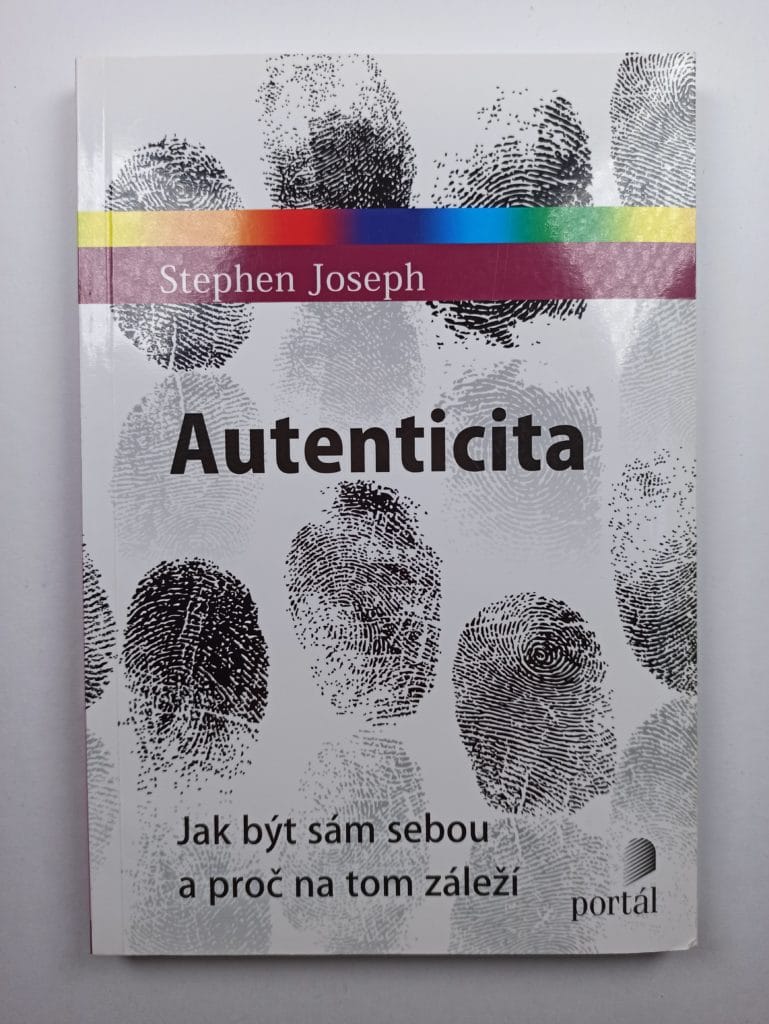 Stephen Joseph
Autenticita
Jak být sám sebou
a proč na tom záleží
portál